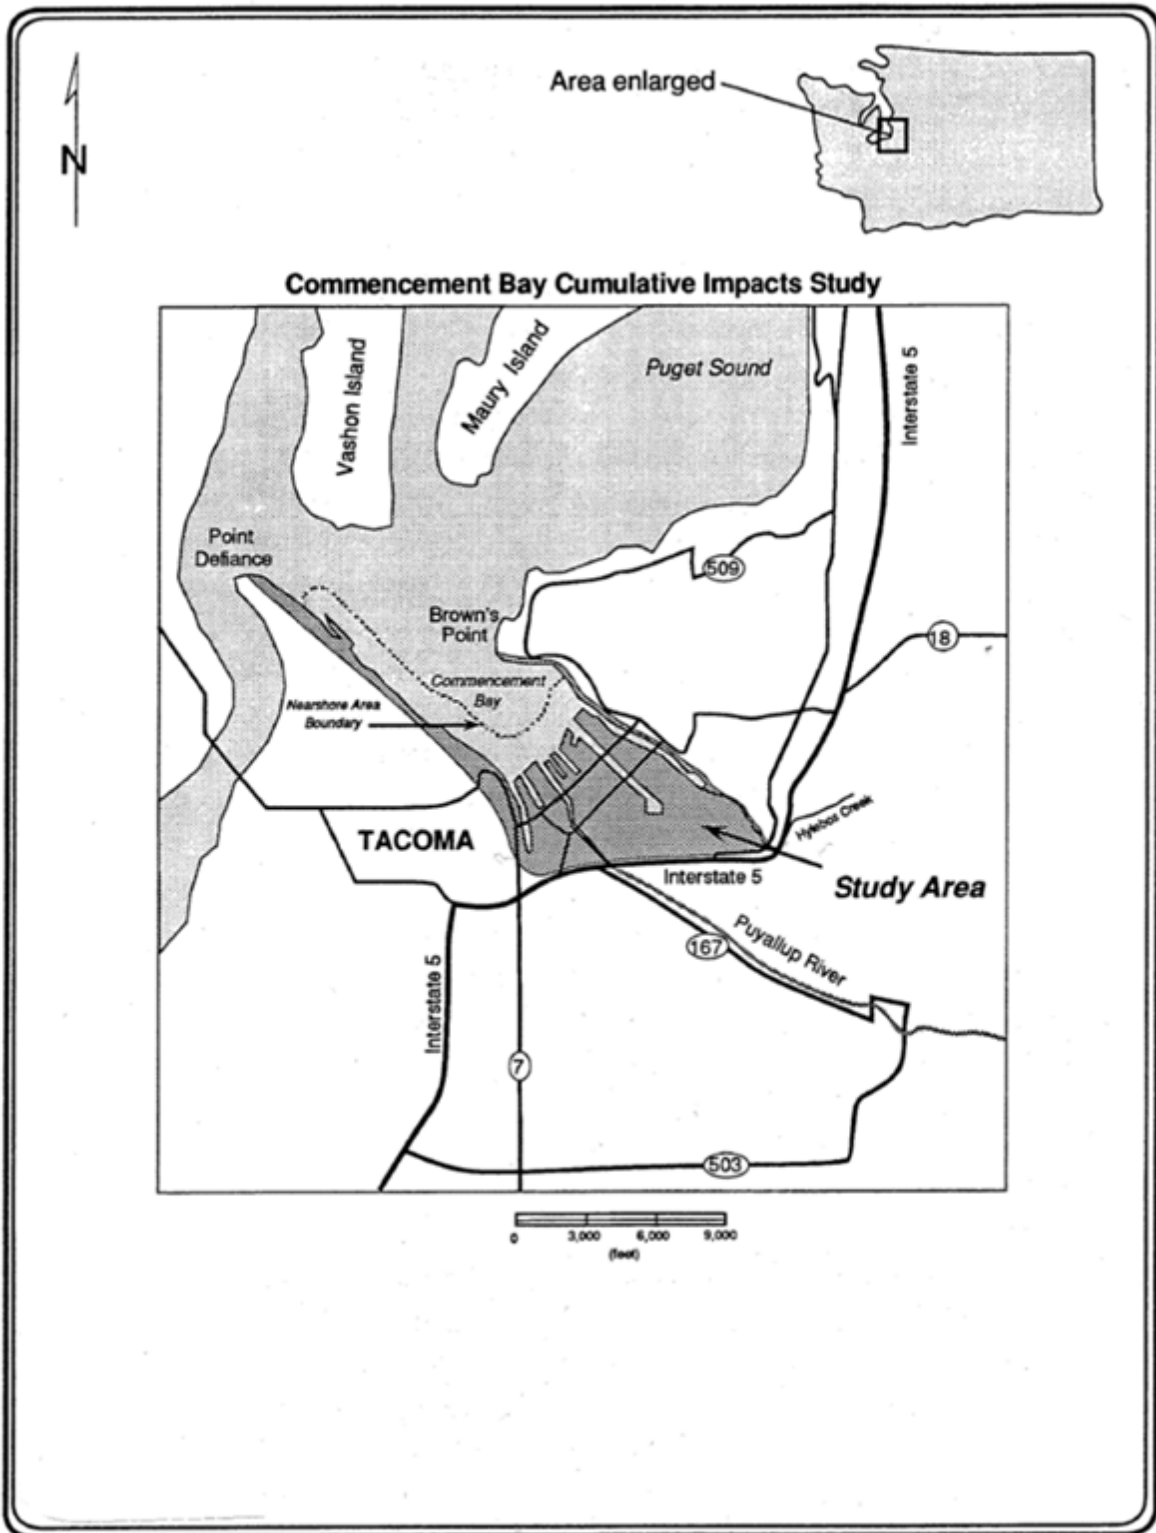 Area enlarged
N
Commencement Bay Cumulative Impacts Study
Vashon Island
Maury Island
Puget Sound
Interstate 5
Point
Defiance
509
Brown's
Point
18
Commencement
Bay
Nearshore Area
Boundary
Hylebos Creek
TACOMA
Interstate 5
Study Area
167
Puyallup River
Interstate 5
7
503
0 3,000 6,000 9,000
(feet)